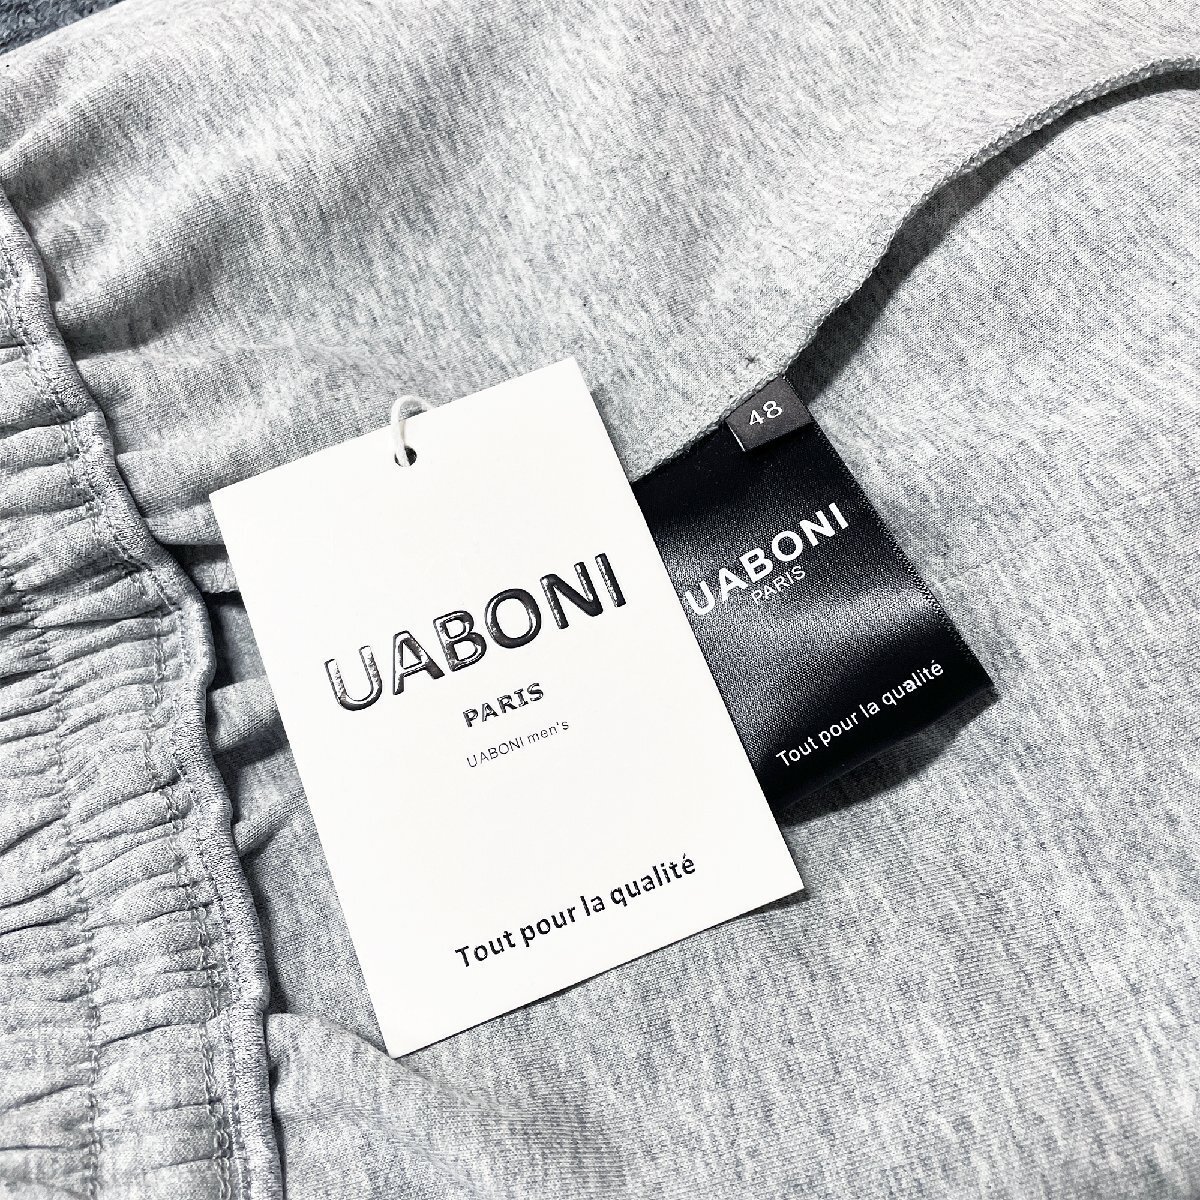 UABONI
PARIS
UABONI men's
Tout pour la qualité
48
UABONI
PARIS
Tout pour la qualité